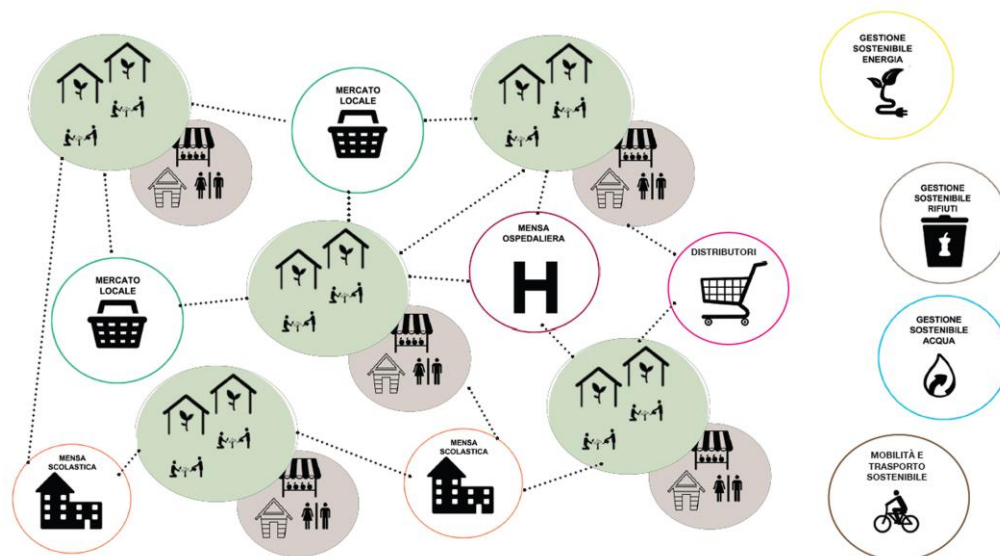 GESTIONE
SOSTENIBILE
ENERGIA
MERCATO
LOCALE
GESTIONE
SOSTENIBILE
RIFIUTI
MENSA
OSPEDALIERA
H
DISTRIBUTORI
MERCATO
LOCALE
GESTIONE
SOSTENIBILE
ACQUA
MENSA
SCOLASTICA
MENSA
SCOLASTICA
MOBILITÀ E
TRASPORTO
SOSTENIBILE